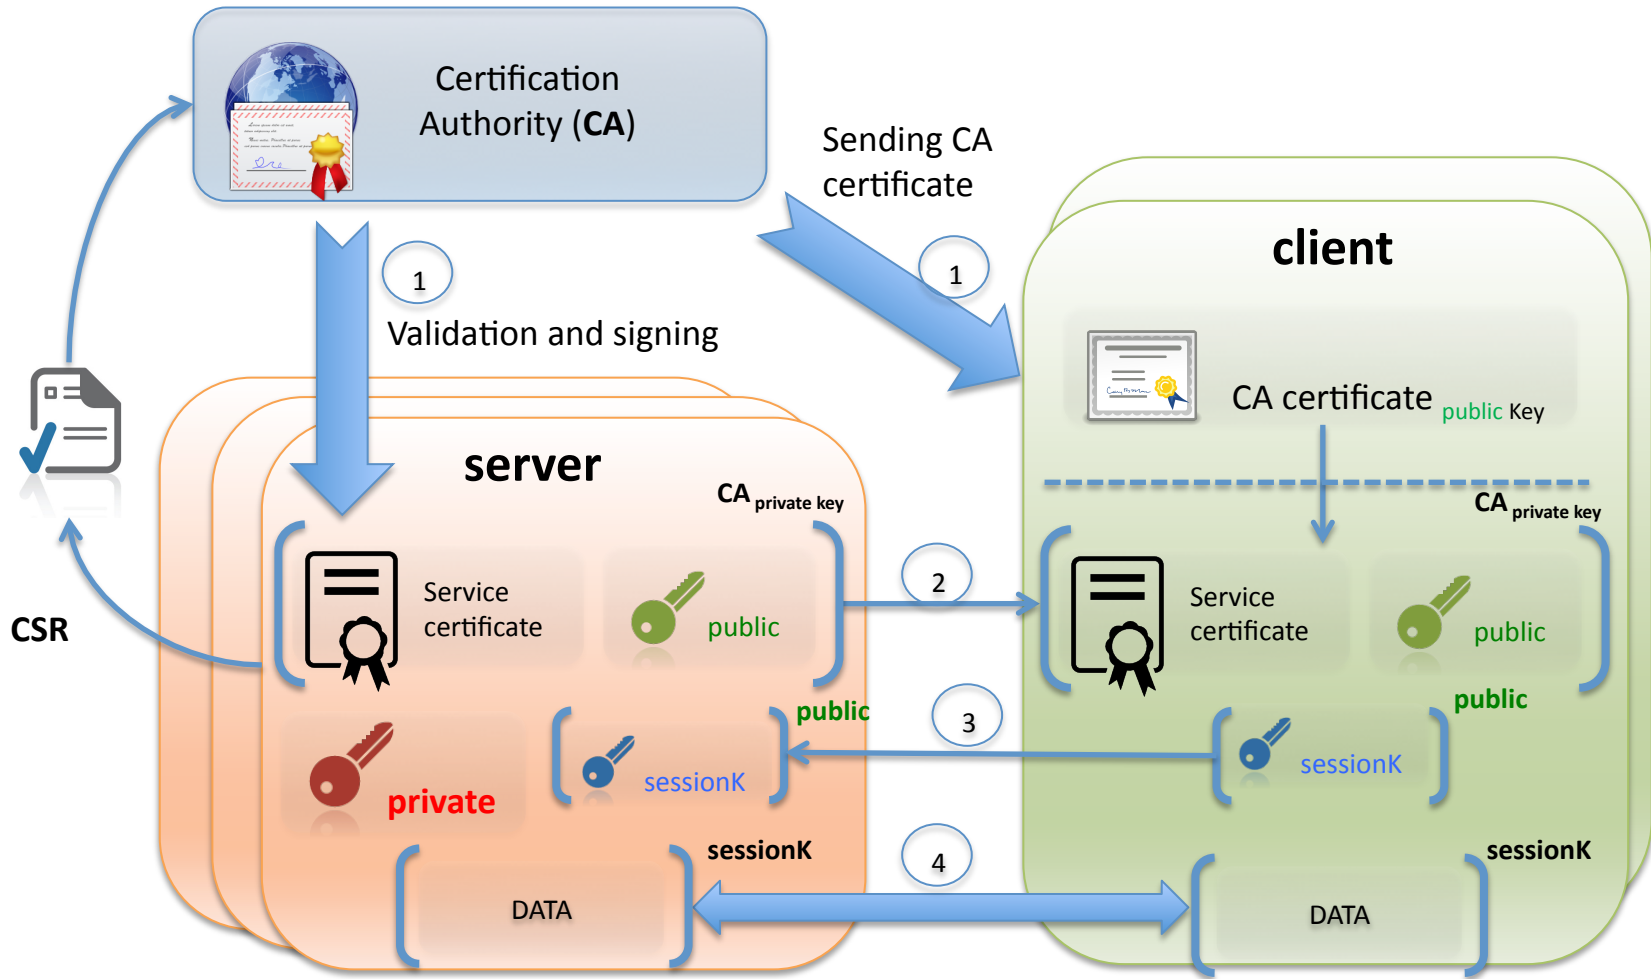 Certification
Authority (CA)
Sending CA
certificate
1
1
Validation and signing
client
CA certificate public Key
server
CA private key
CA private key
Service
certificate
public
2
Service
certificate
public
CSR
public
3
public
private
sessionK
sessionK
sessionK
4
sessionK
DATA
DATA